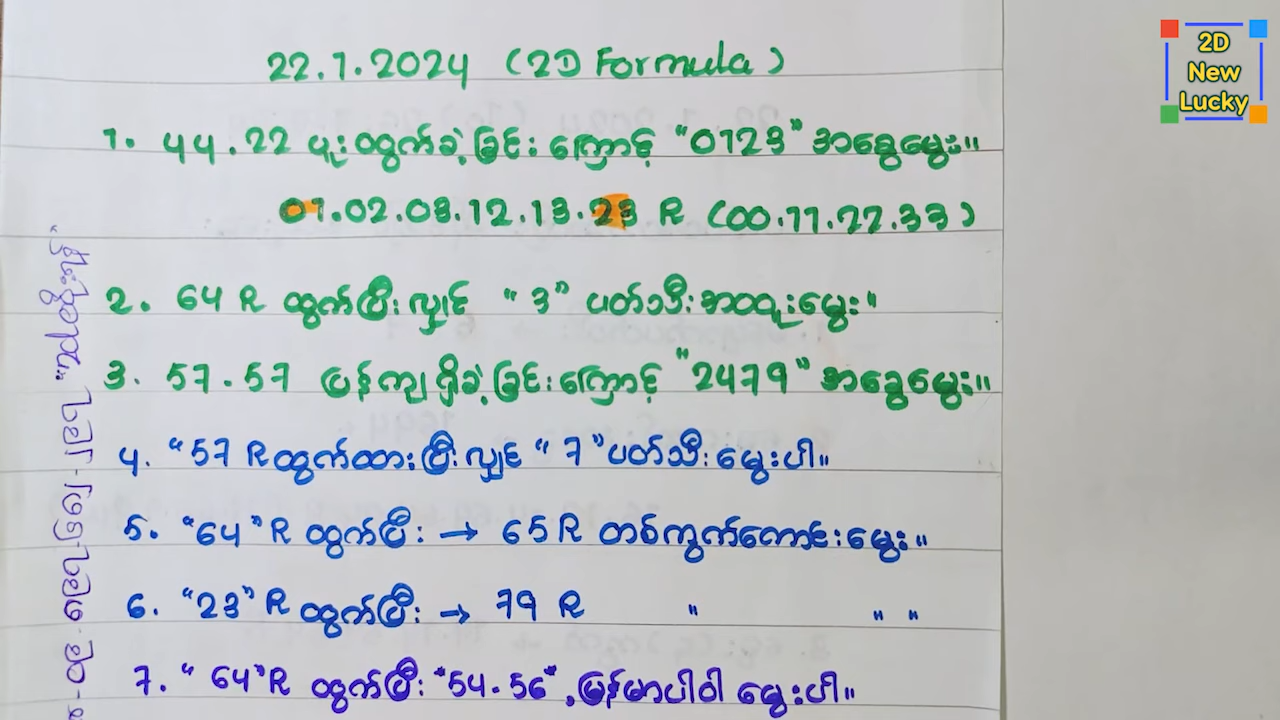 22.1.2024 (2D Formula)
2D
New
Lucky
1. 44.22 ပူးထွက်ခဲ့ခြင်းကြောင့် "0123" အခွေမွေး။
01.02.03.12.13.23 R (00.11.22.33)
2. 64 R ထွက်ပြီးလျှင် "3" ပတ်သီးအထူးမွေး။
3. 57.57 ပြန်ကျရှိခဲ့ခြင်းကြောင့် "2479" အခွေမွေး။
4. "57 R ထွက်ထားပြီးလျှင် "7" ပတ်သီးမွေးပါ။
5. "64" R ထွက်ပြီး → 65 R တစ်ကွက်ကောင်းမွေး။
6. "23" R ထွက်ပြီး → 79 R " " "
7. "64" R ထွက်ပြီး "54.56", မြန်မာပါဝါ မွေးပါ။